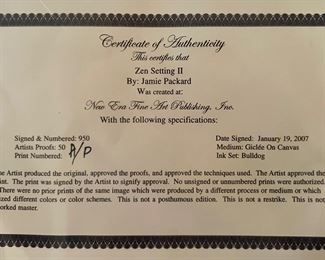 Certificate of Authenticity
This certifies that
Zen Setting II
By: Jamie Packard
Was created at:
New Era Fine Art Publishing, Inc.
With the following specifications:
Signed & Numbered: 950
Artists Proofs: 50
Print Numbered: A/P
Date Signed: January 19, 2007
Medium: Giclée On Canvas
Ink Set: Bulldog
he Artist produced the original, approved the proofs, and approved the techniques used. The Artist approved the
int. The print was signed by the Artist to signify approval. No unsigned or unnumbered prints were authorized.
There were no prior prints of the same image which were produced by a different process or medium or which
ized different colors or color schemes. This is not a posthumous edition. This is not a restrike. This is not
worked master.